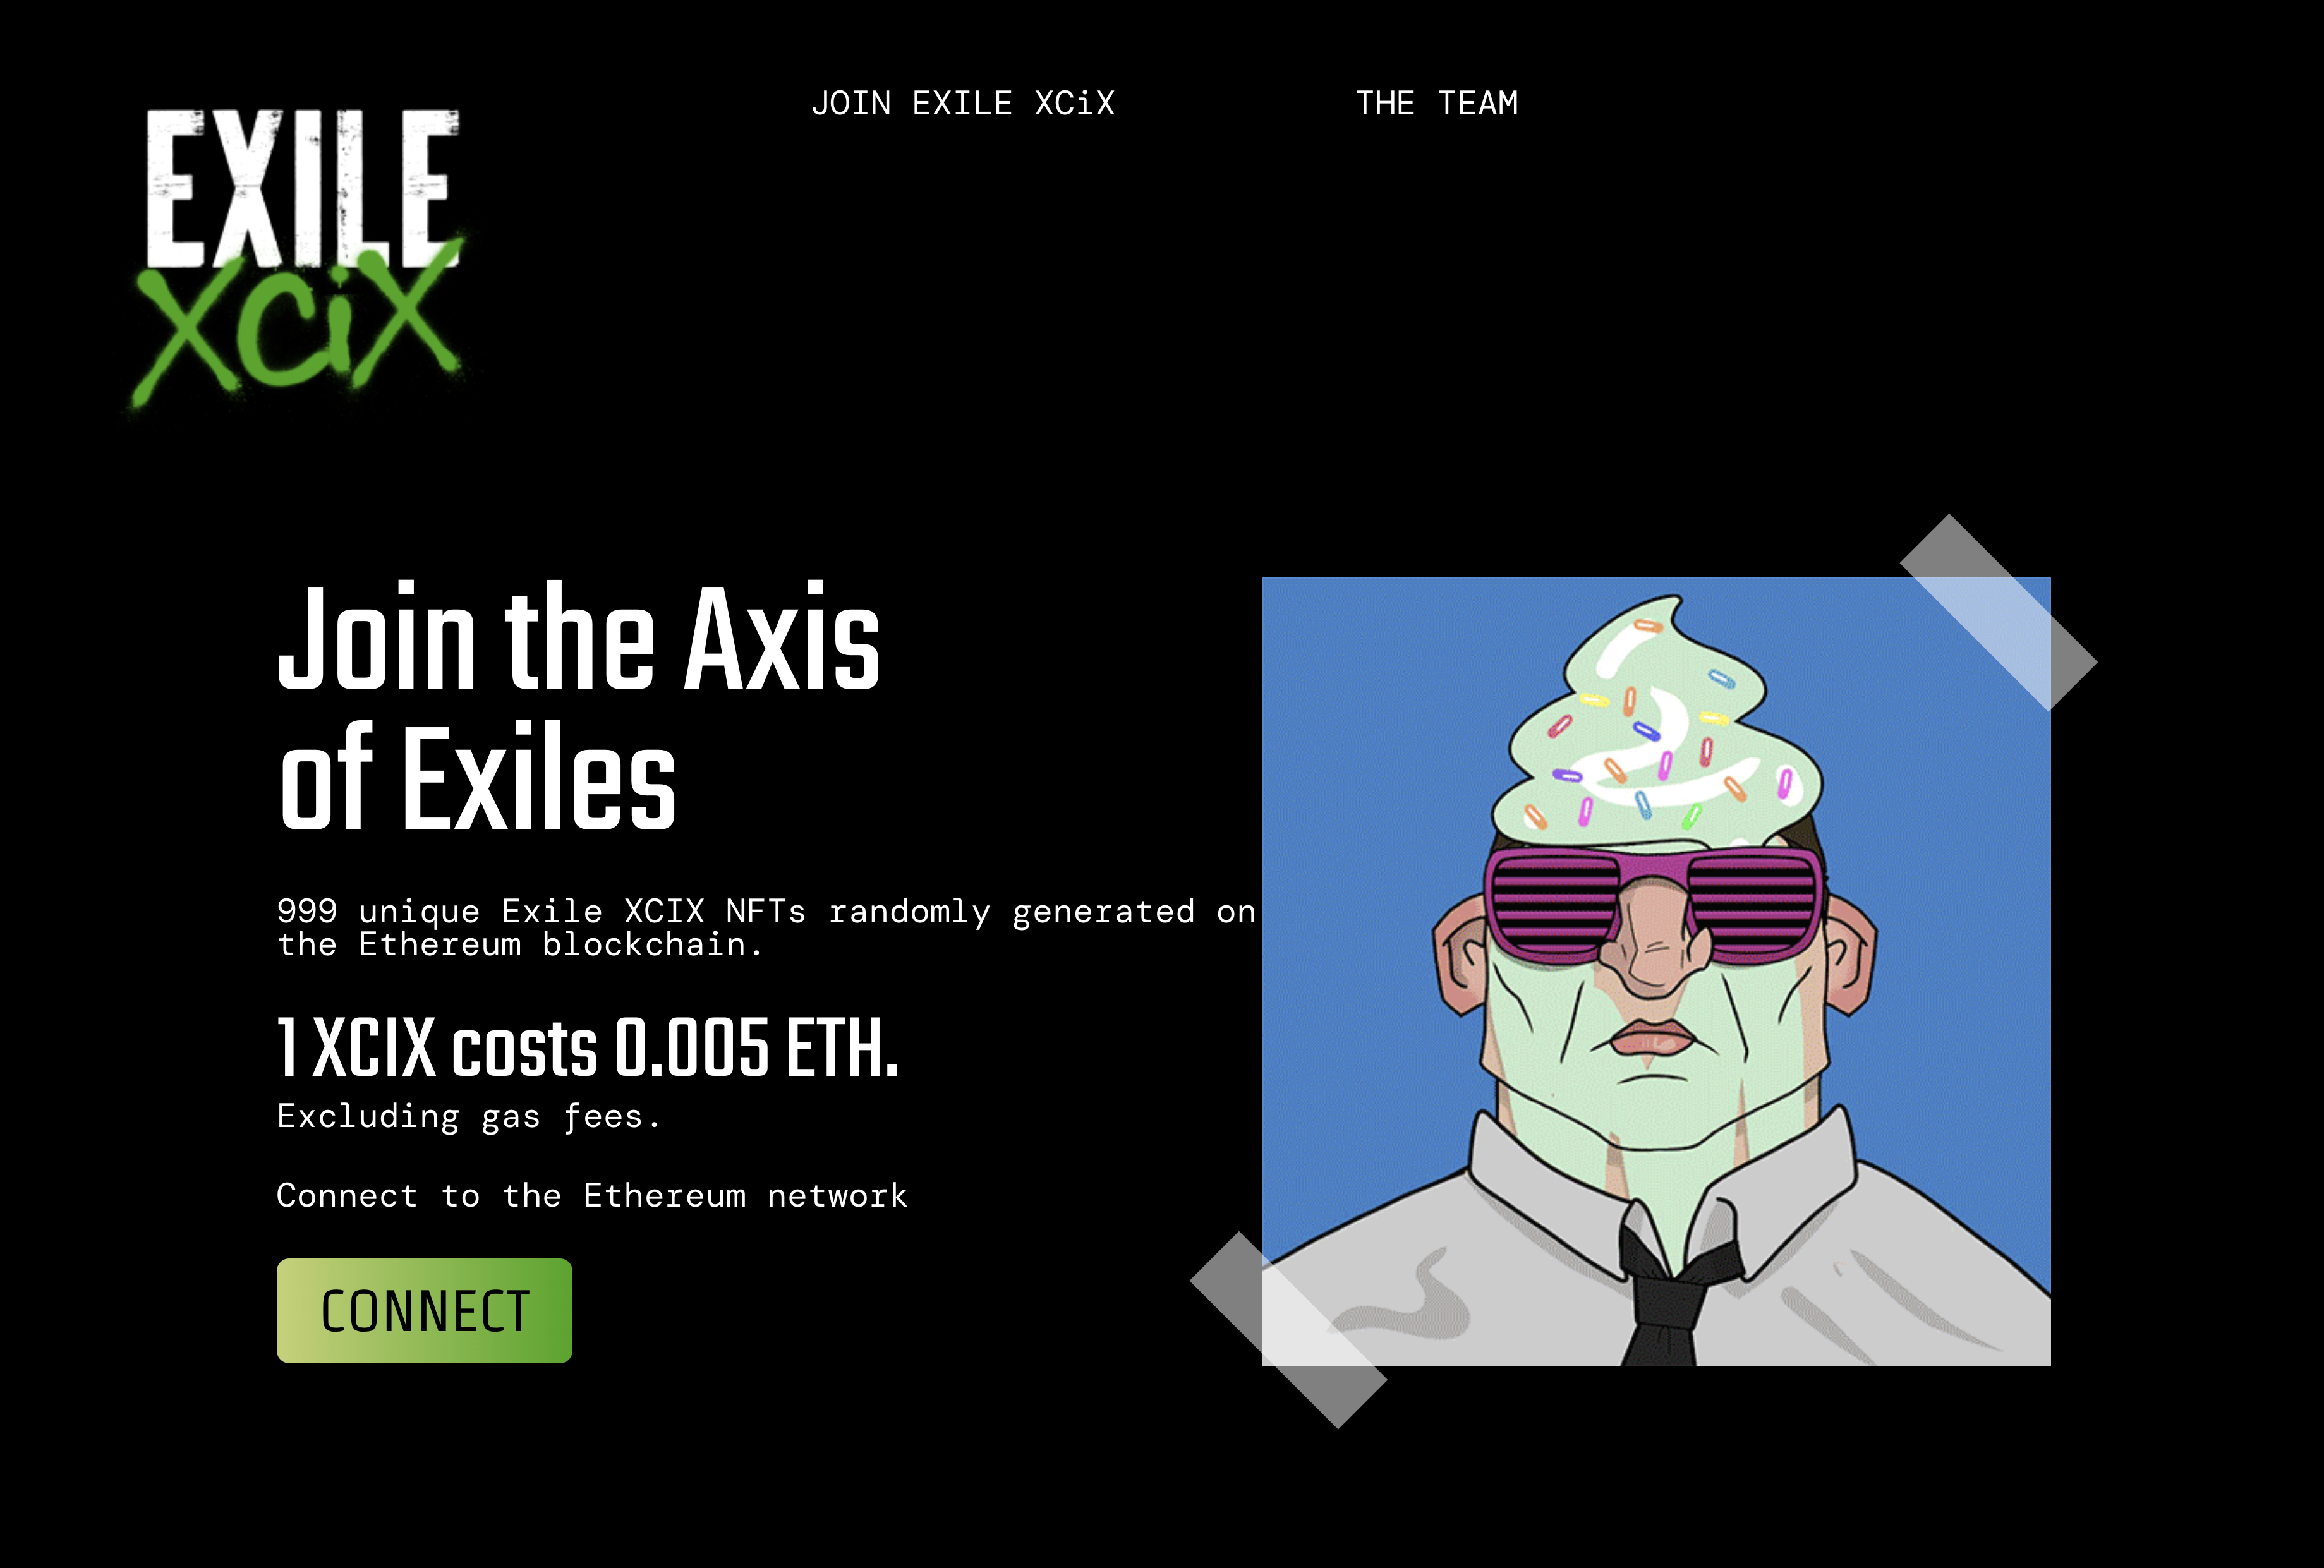 EXILE
XCiX
JOIN EXILE XCiX
THE TEAM
Join the Axis
of Exiles
999 unique Exile XCIX NFTs randomly generated on
the Ethereum blockchain.
1 XCIX costs 0.005 ETH.
Excluding gas fees.
Connect to the Ethereum network
CONNECT